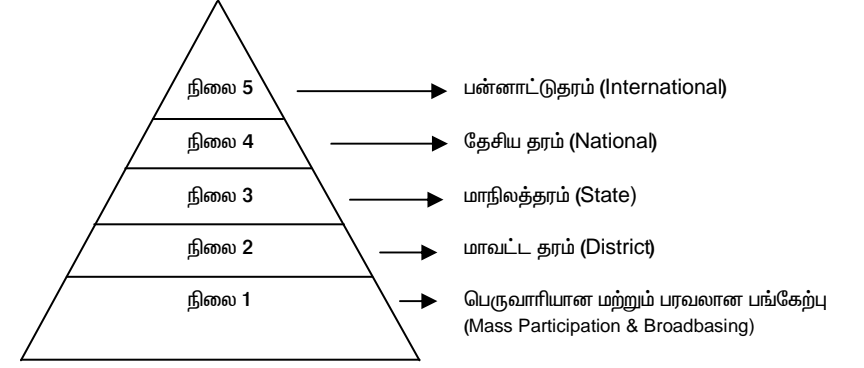 நிலை 5 பன்னாட்டுதரம் (International)
நிலை 4 தேசிய தரம் (National)
நிலை 3 மாநிலத்தரம் (State)
நிலை 2 மாவட்ட தரம் (District)
நிலை 1 பெருவாரியான மற்றும் பரவலான பங்கேற்பு
(Mass Participation & Broadbasing)